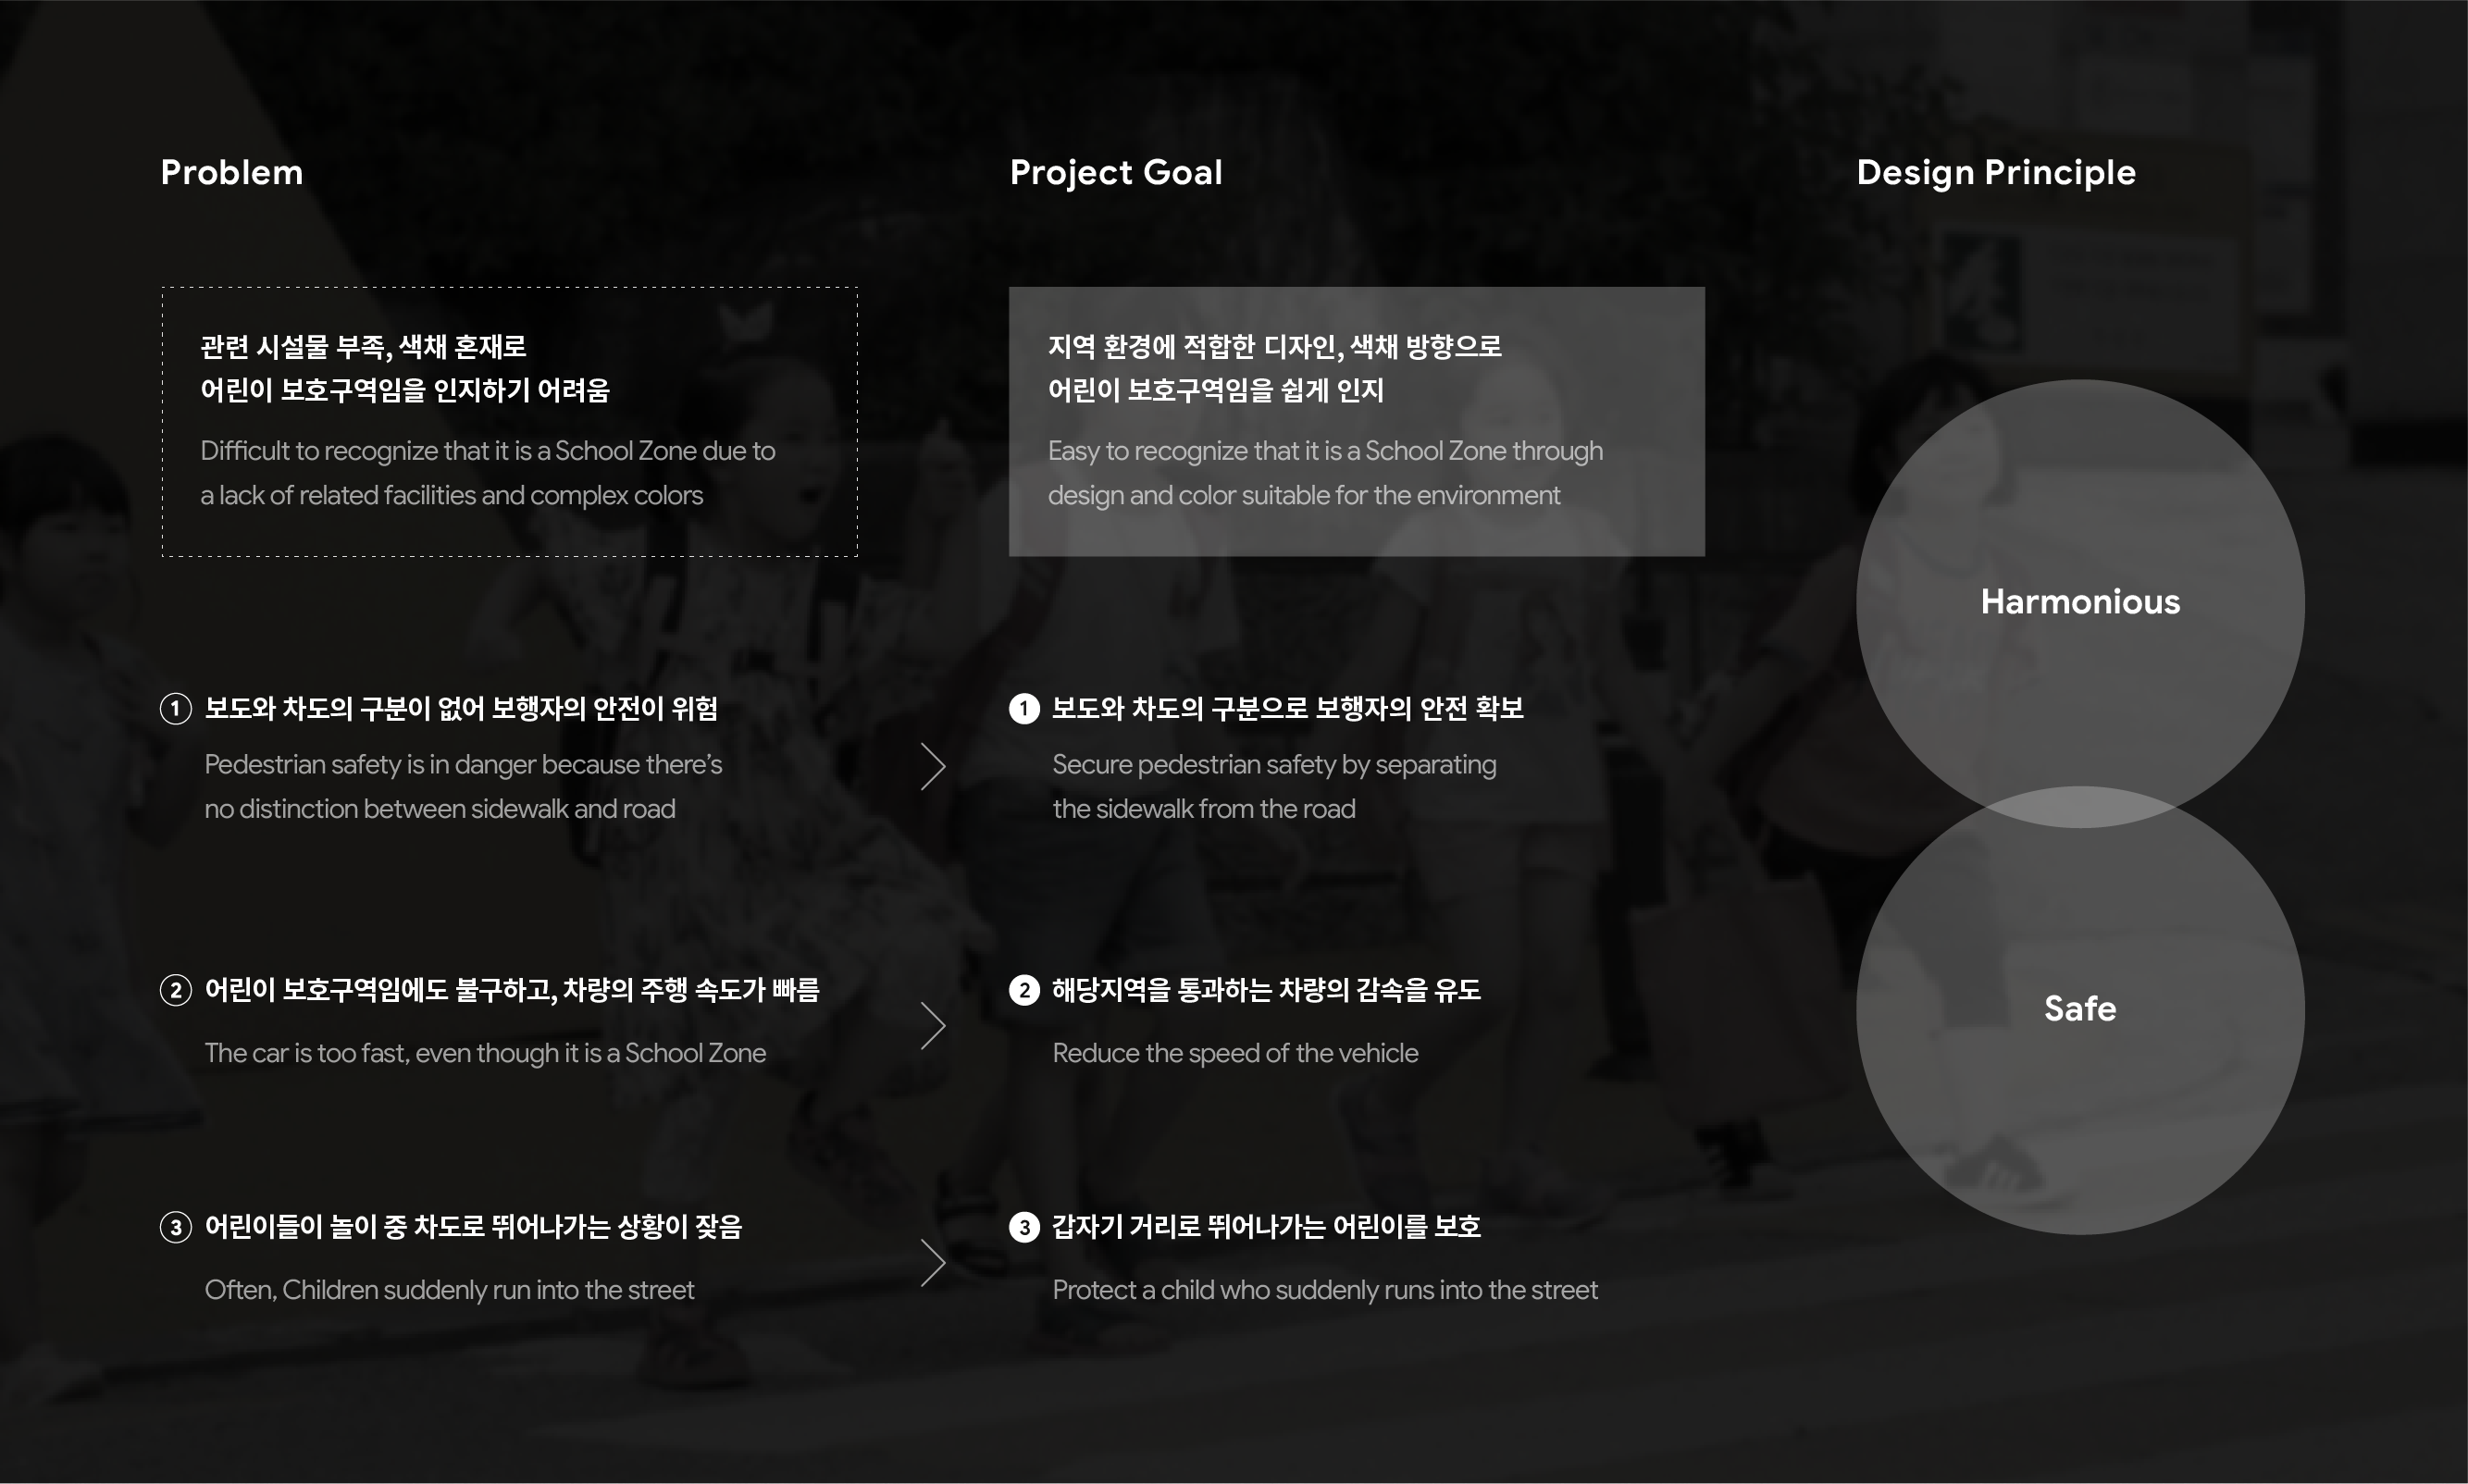 Problem
관련 시설물 부족, 색채 혼재로
어린이 보호구역임을 인지하기 어려움
Difficult to recognize that it is a School Zone due to
a lack of related facilities and complex colors
① 보도와 차도의 구분이 없어 보행자의 안전이 위험
Pedestrian safety is in danger because there’s
no distinction between sidewalk and road
② 어린이 보호구역임에도 불구하고, 차량의 주행 속도가 빠름
The car is too fast, even though it is a School Zone
③ 어린이들이 놀이 중 차도로 뛰어나가는 상황이 잦음
Often, Children suddenly run into the street
Project Goal
지역 환경에 적합한 디자인, 색채 방향으로
어린이 보호구역임을 쉽게 인지
Easy to recognize that it is a School Zone through
design and color suitable for the environment
❶ 보도와 차도의 구분으로 보행자의 안전 확보
Secure pedestrian safety by separating
the sidewalk from the road
❷ 해당지역을 통과하는 차량의 감속을 유도
Reduce the speed of the vehicle
❸ 갑자기 거리로 뛰어나가는 어린이를 보호
Protect a child who suddenly runs into the street
Design Principle
Harmonious
Safe